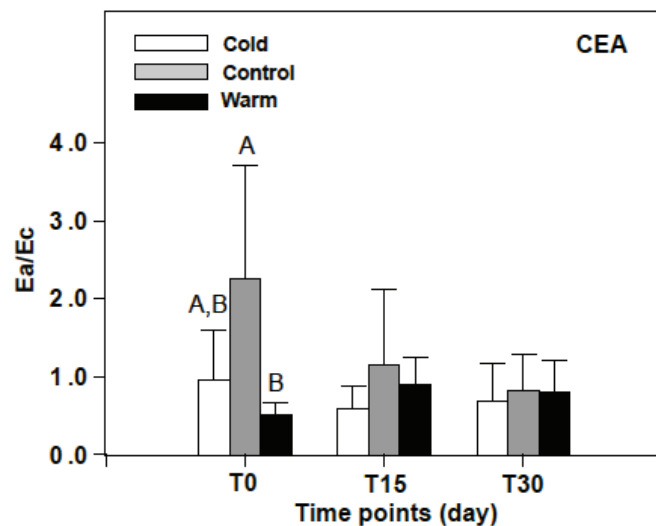 Cold
Control
Warm
CEA
4.0
3.0
2.0
1.0
0.0
Ea/Ec
A,B
A
B
T0
T15
T30
Time points (day)